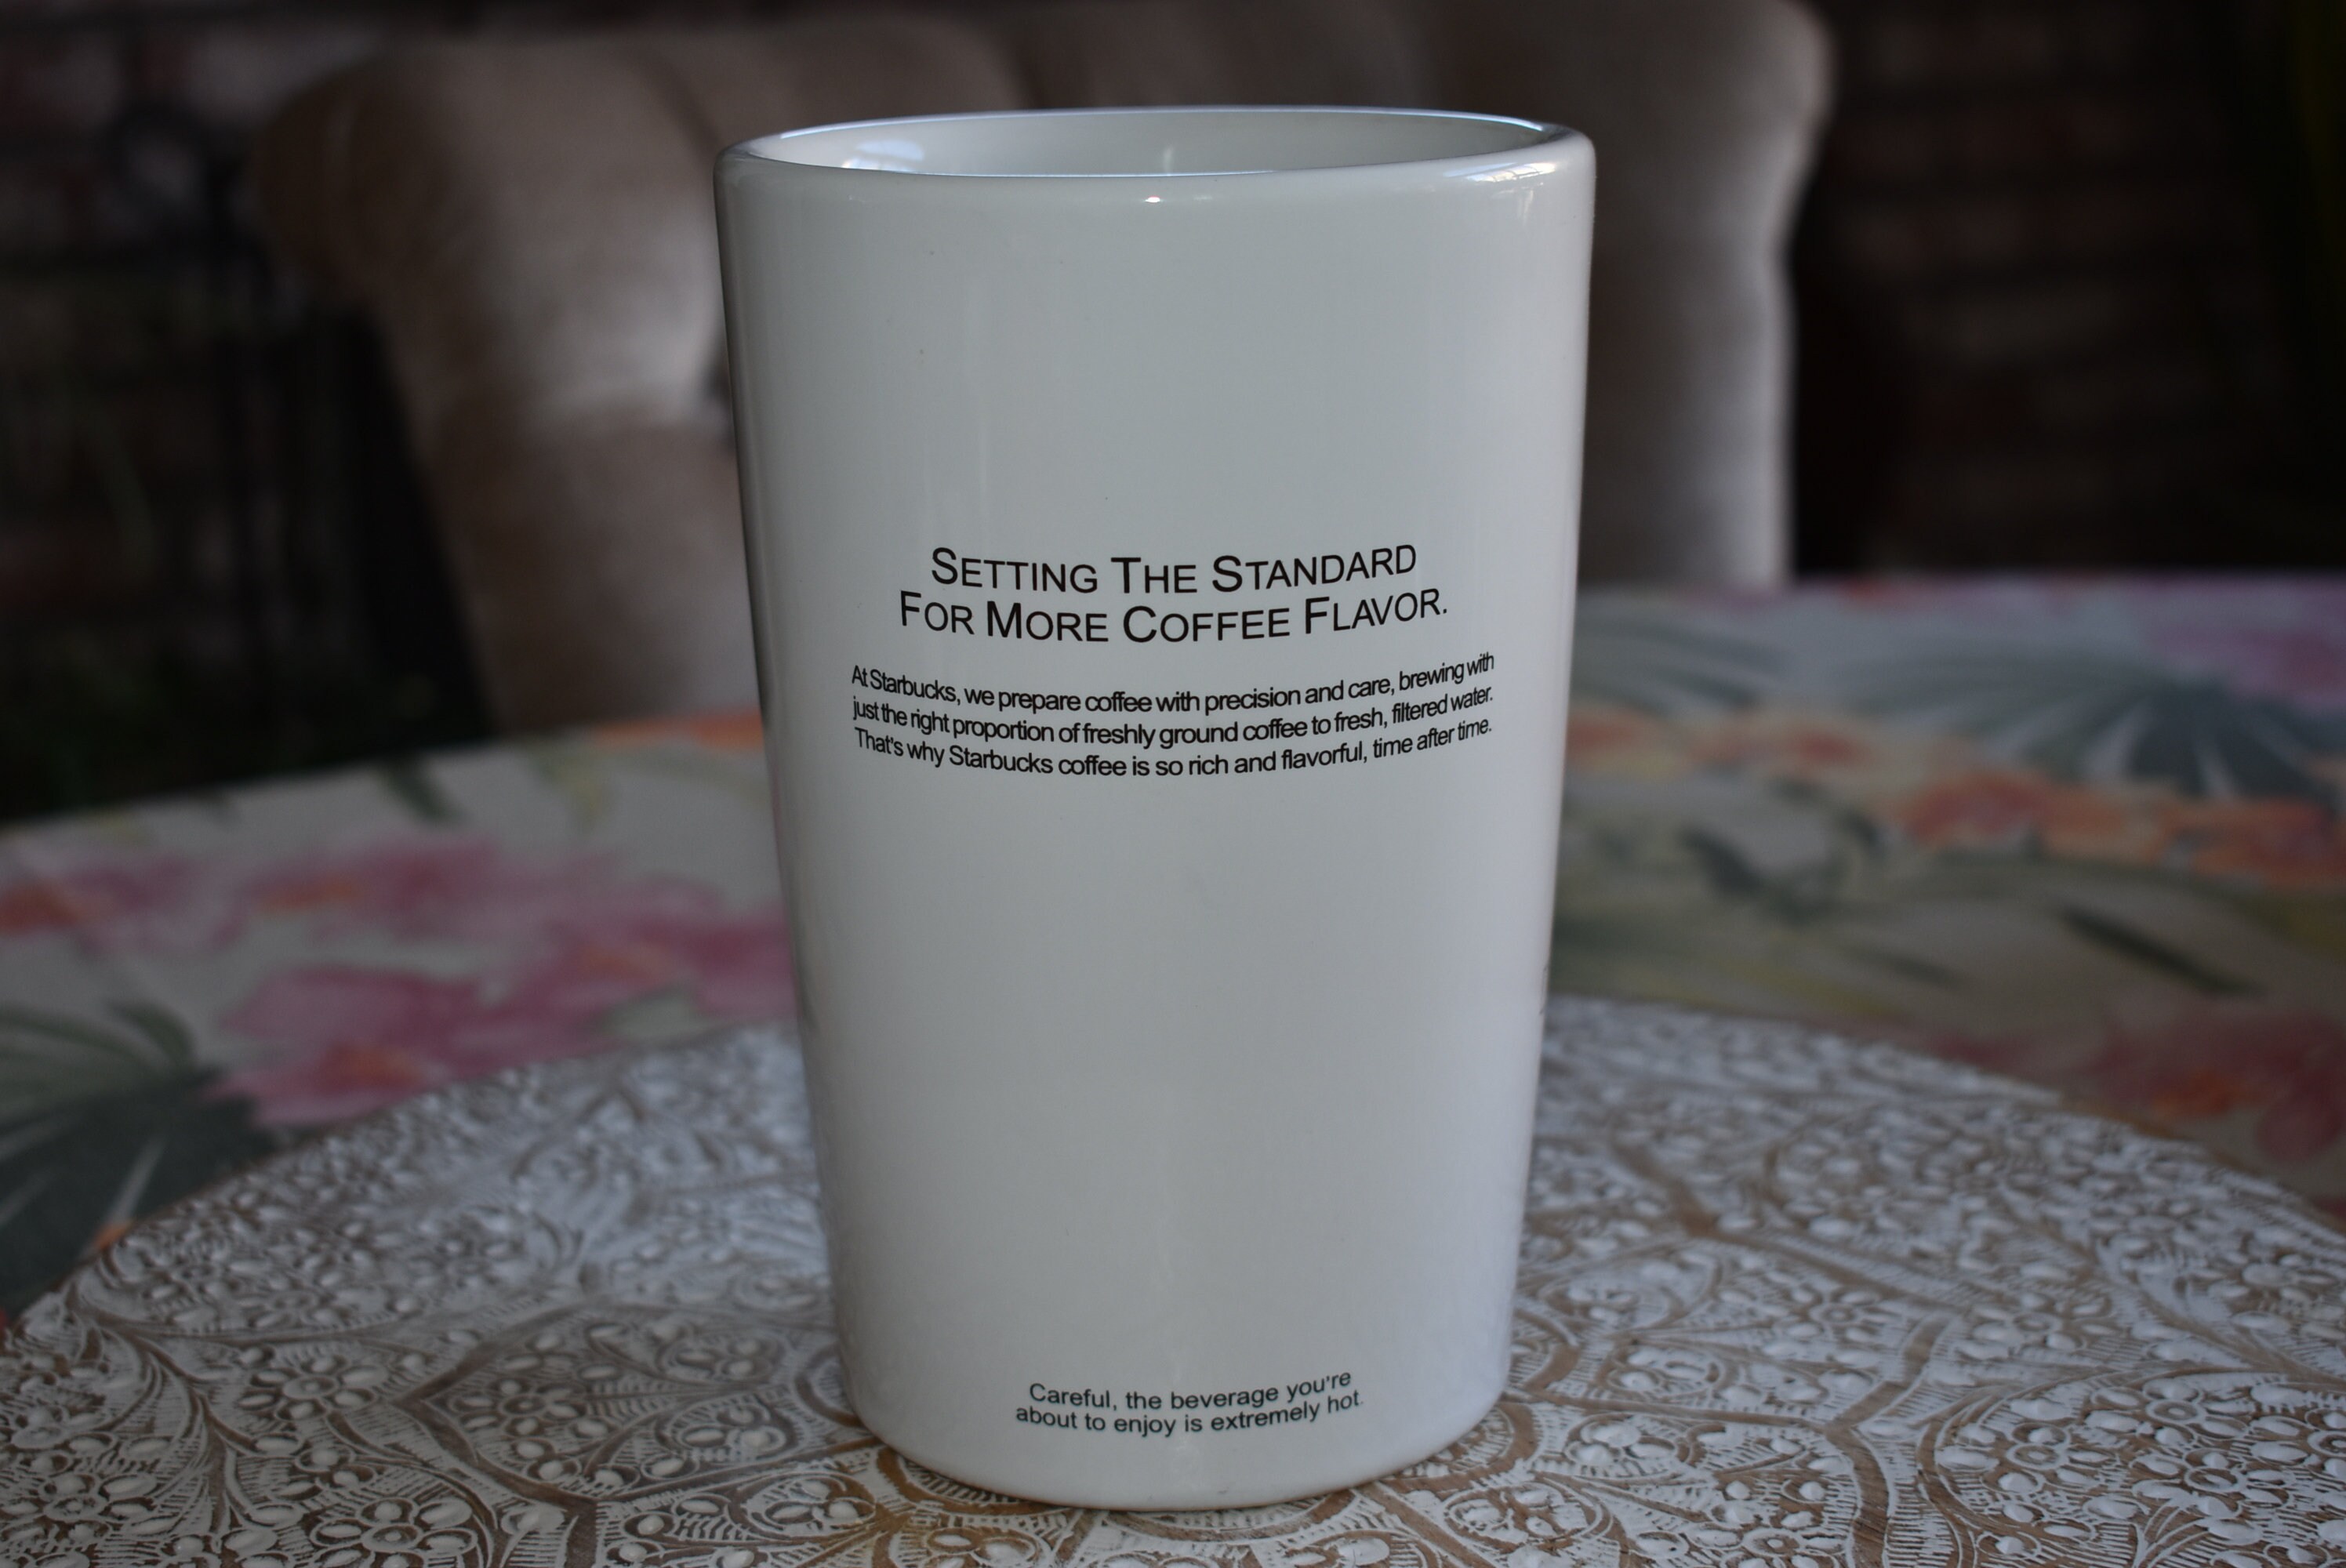 SETTING THE STANDARD
FOR MORE COFFEE FLAVOR.
At Starbucks, we prepare coffee with precision and care, brewing with
just the right proportion of freshly ground coffee to fresh, filtered water.
That's why Starbucks coffee is so rich and flavorful, time after time.
Careful, the beverage you're
about to enjoy is extremely hot.